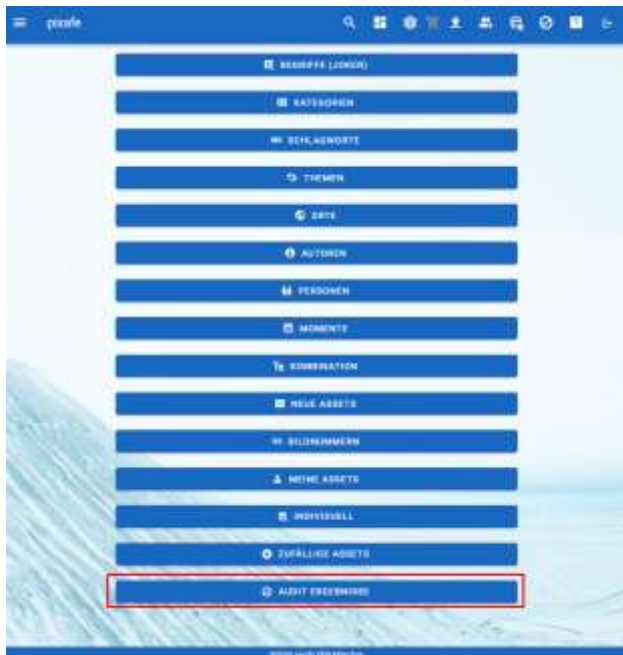 pixafe
BEGRIFFE (JOKER)
KATEGORIEN
SCHLAGWORTE
THEMEN
ORTE
AUTOREN
PERSONEN
MOMENTE
KOMBINATION
NEUE ASSETS
BILDNUMMERN
MEINE ASSETS
INDIVIDUELL
ZUFÄLLIGE ASSETS
AUDIT ERGEBNISSE